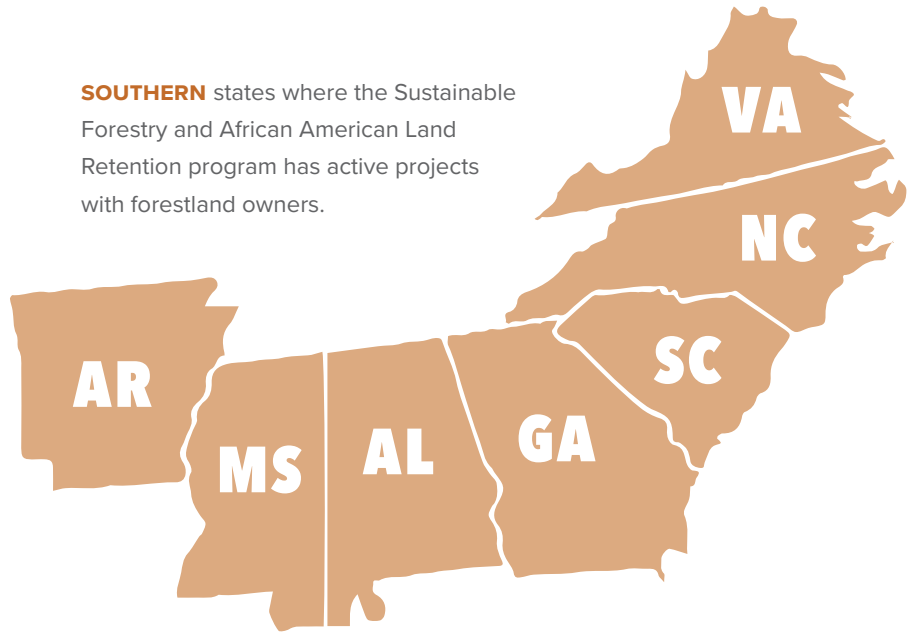 SOUTHERN states where the Sustainable
Forestry and African American Land
Retention program has active projects
with forestland owners.
VA
NC
SC
AR
GA
AL
MS